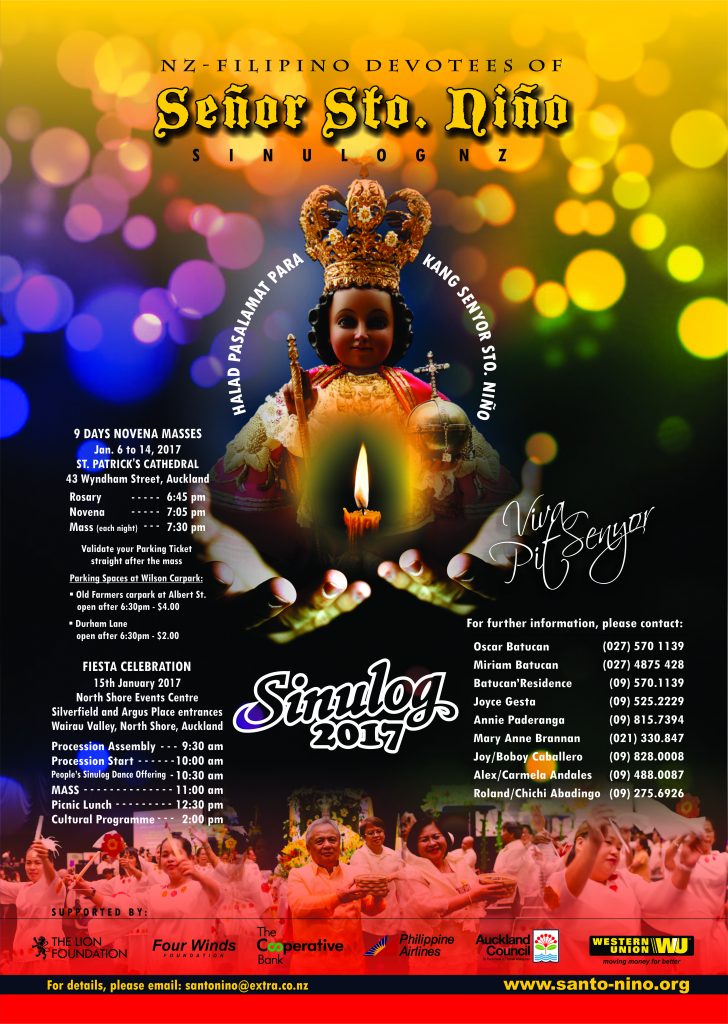 NZ-FILIPINO DEVOTEES OF
Señor Sto. Niño
SINULOGNZ
HALAD PASALAMAT PARA
KANG SENYOR STO. NIÑO
9 DAYS NOVENA MASSES
Jan. 6 to 14, 2017
ST. PATRICK'S CATHEDRAL
43 Wyndham Street, Auckland
Rosary ----- 6:45 pm
Novena ----- 7:05 pm
Mass (each night) --- 7:30 pm
Validate your Parking Ticket
straight after the mass
Parking Spaces at Wilson Carpark:
▪ Old Farmers carpark at Albert St.
open after 6:30pm - $4.00
▪ Durham Lane
open after 6:30pm - $2.00
FIESTA CELEBRATION
15th January 2017
North Shore Events Centre
Silverfield and Argus Place entrances
Wairau Valley, North Shore, Auckland
Procession Assembly --- 9:30 am
Procession Start ------ 10:00 am
People's Sinulog Dance Offering - 10:30 am
MASS -------------- 11:00 am
Picnic Lunch --------- 12:30 pm
Cultural Programme --- 2:00 pm
Viva
Pit Senyor
Sinulog
2017
For further information, please contact:
Oscar Batucan (027) 570 1139
Miriam Batucan (027) 4875 428
Batucan'Residence (09) 570.1139
Joyce Gesta (09) 525.2229
Annie Paderanga (09) 815.7394
Mary Anne Brannan (021) 330.847
Joy/Boboy Caballero (09) 828.0008
Alex/Carmela Andales (09) 488.0087
Roland/Chichi Abadingo (09) 275.6926
SUPPORTED BY:
THE LION
FOUNDATION
Four Winds
FOUNDATION
The
Cooperative
Bank
Philippine
Airlines
Auckland
Council
WESTERN
UNION WU
moving money for better
For details, please email: santonino@extra.co.nz
www.santo-nino.org